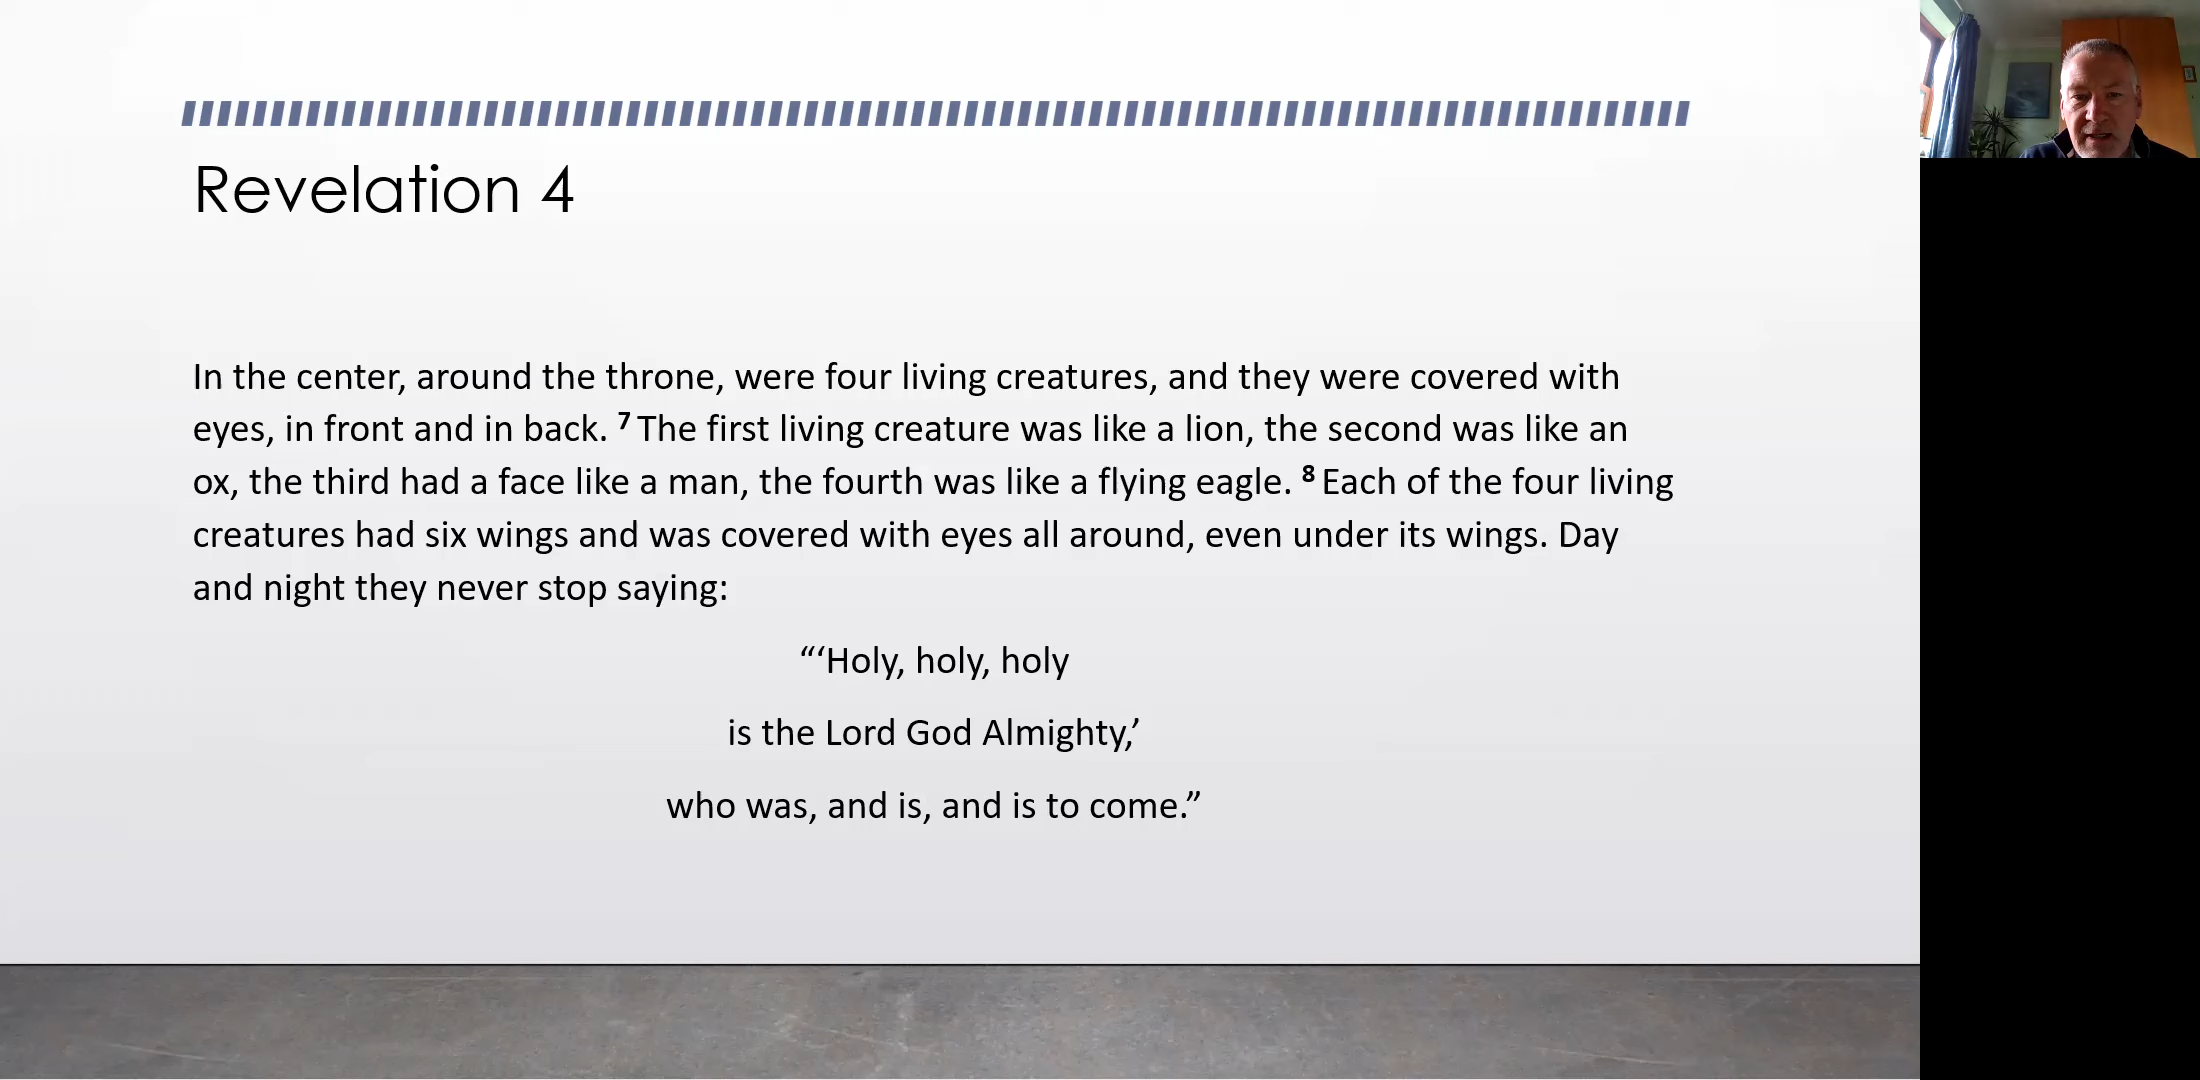 Revelation 4
In the center, around the throne, were four living creatures, and they were covered with
eyes, in front and in back. 7 The first living creature was like a lion, the second was like an
ox, the third had a face like a man, the fourth was like a flying eagle. 8 Each of the four living
creatures had six wings and was covered with eyes all around, even under its wings. Day
and night they never stop saying:
“‘Holy, holy, holy
is the Lord God Almighty,’
who was, and is, and is to come.”